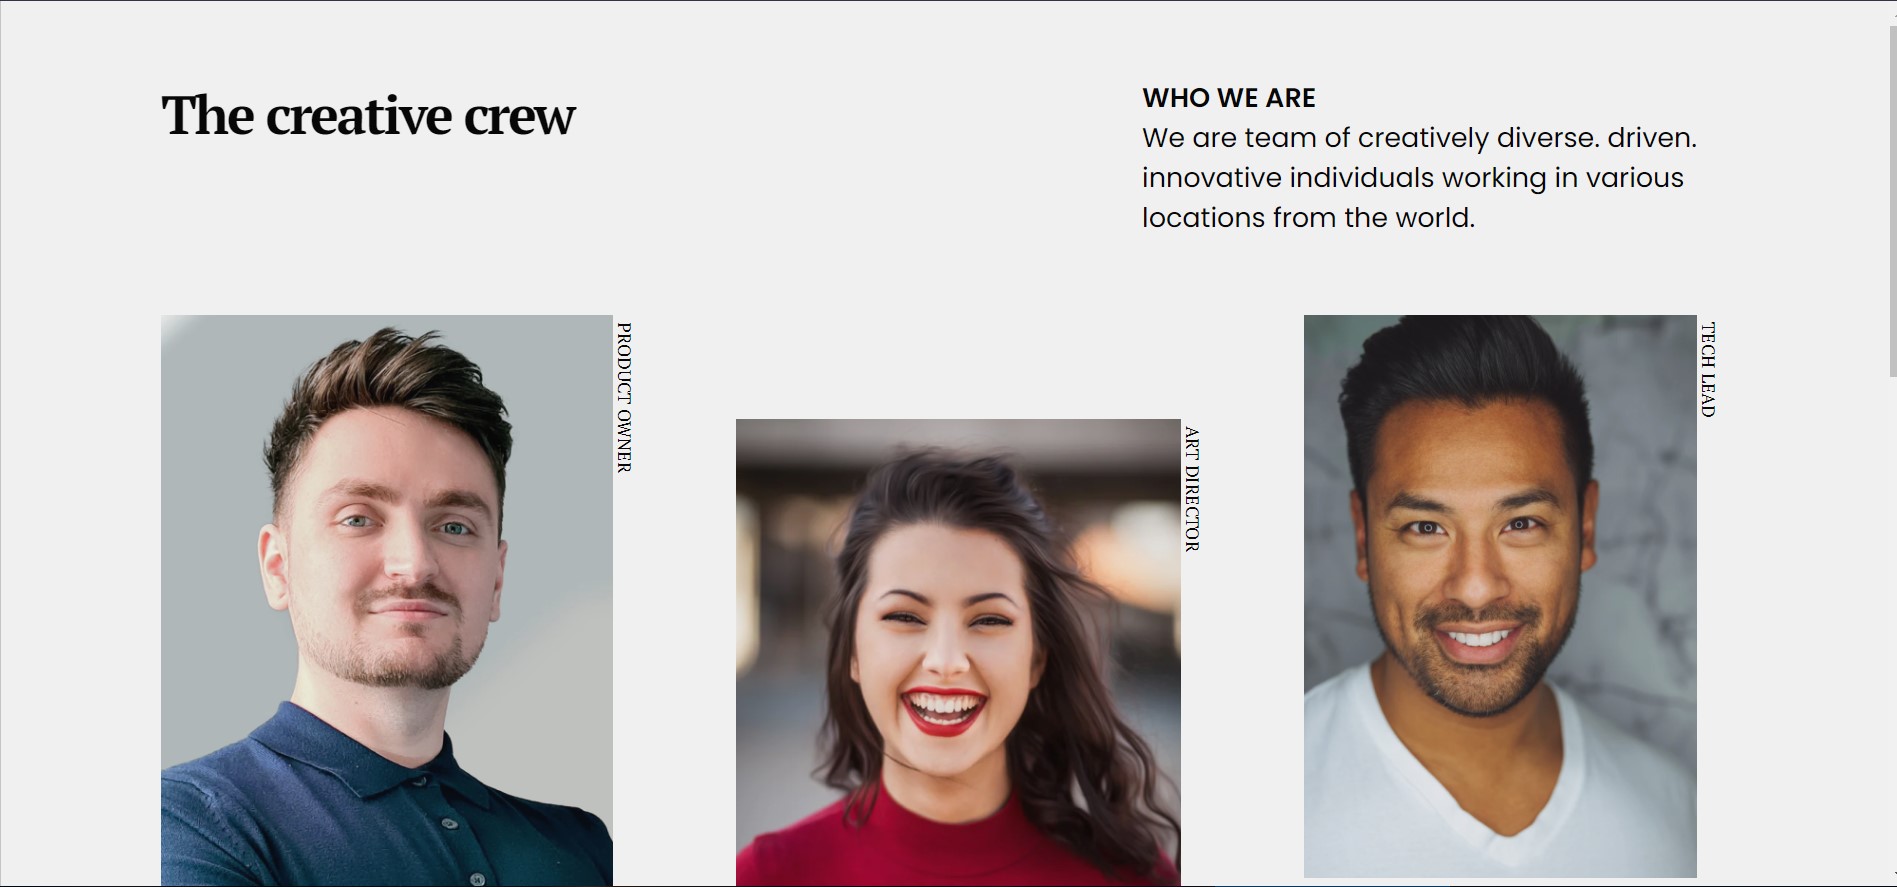 The creative crew
WHO WE ARE
We are team of creatively diverse. driven.
innovative individuals working in various
locations from the world.
PRODUCT OWNER
ART DIRECTOR
TECH LEAD